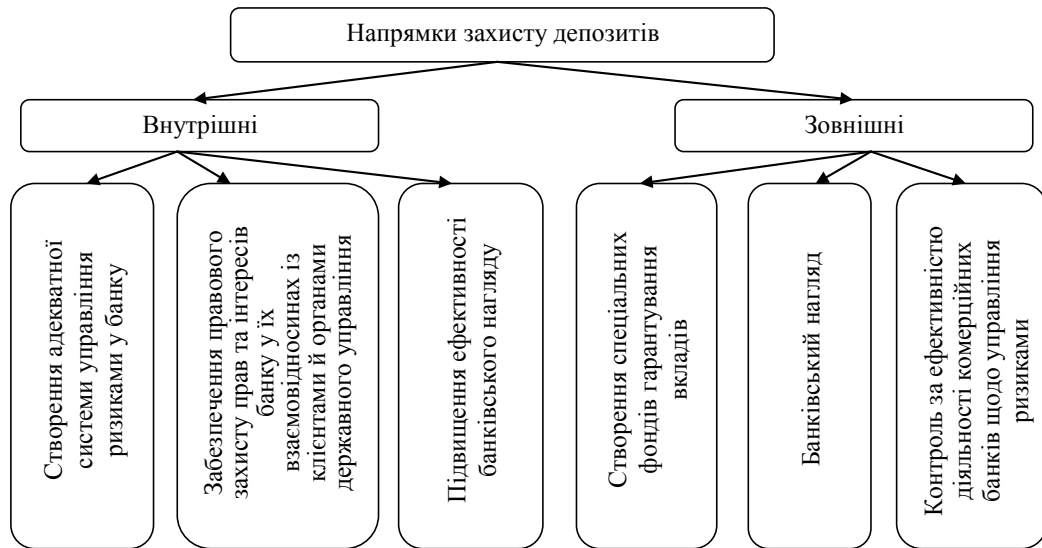 Напрямки захисту депозитів
Внутрішні
Зовнішні
Створення адекватної
системи управління
ризиками у банку
Забезпечення правового
захисту прав та інтересів
банку у їх
взаємовідносинах із
клієнтами й органами
державного управління
Підвищення ефективності
банківського нагляду
Створення спеціальних
фондів гарантування
вкладів
Банківський нагляд
Контроль за ефективністю
діяльності комерційних
банків щодо управління
ризиками